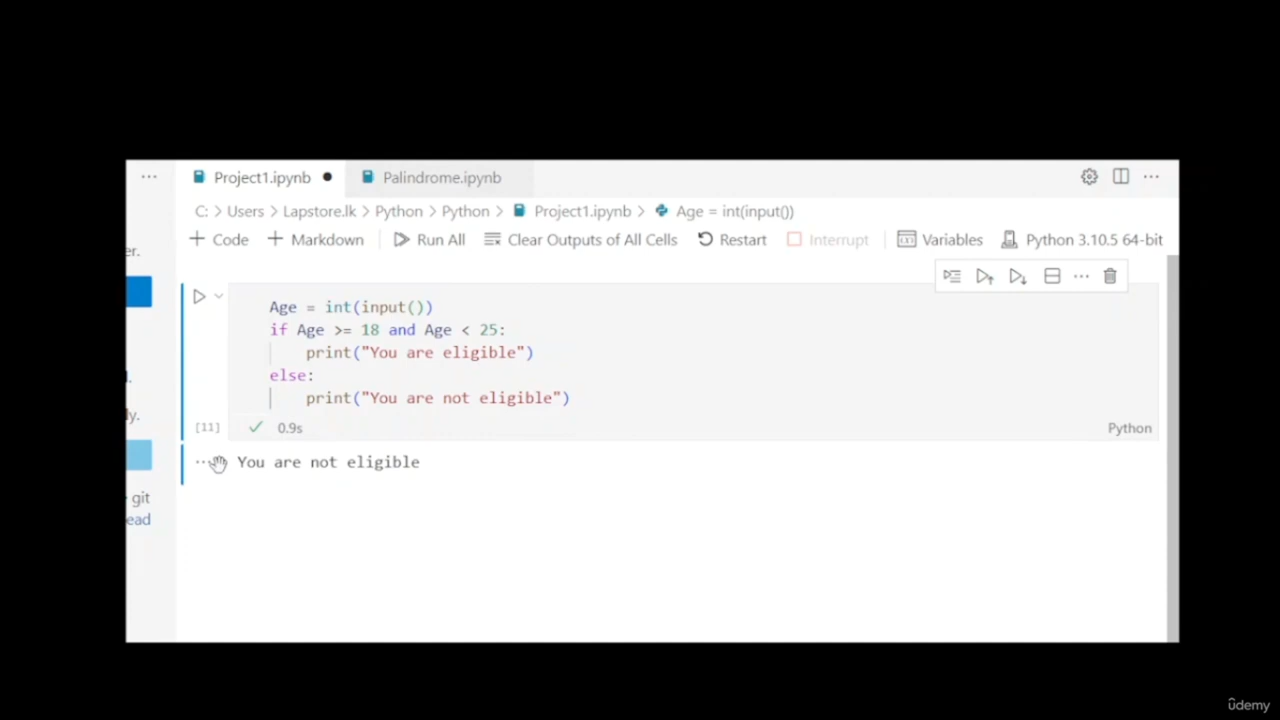 Project1.ipynb
Palindrome.ipynb
C: > Users > Lapstore.lk > Python > Python > Project1.ipynb > Age = int(input())
+ Code + Markdown Run All Clear Outputs of All Cells Restart Interrupt Variables Python 3.10.5 64-bit
er.
Age = int(input())
if Age >= 18 and Age < 25:
print("You are eligible")
else:
print("You are not eligible")
[11] 0.9s Python
You are not eligible
ly.
git
ead
ûdemy